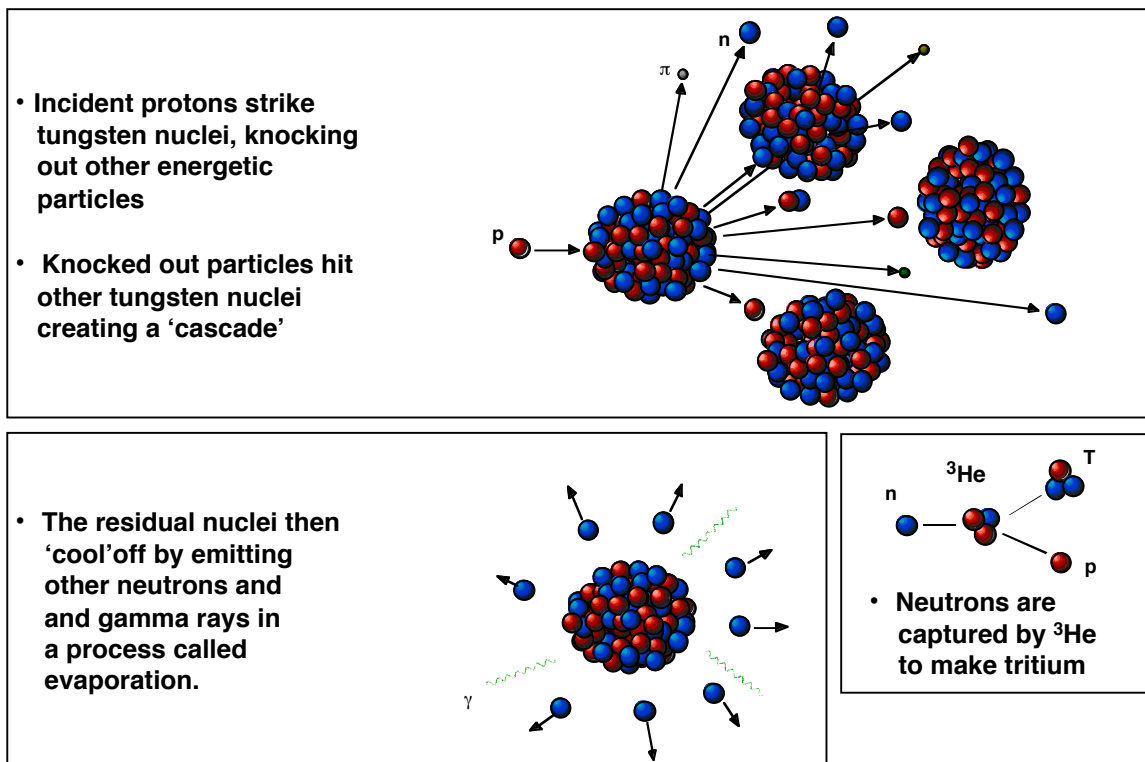 • Incident protons strike
tungsten nuclei, knocking
out other energetic
particles
• Knocked out particles hit
other tungsten nuclei
creating a ‘cascade’
n
π
p
• The residual nuclei then
‘cool’off by emitting
other neutrons and
and gamma rays in
a process called
evaporation.
γ
³He
T
n
p
• Neutrons are
captured by ³He
to make tritium